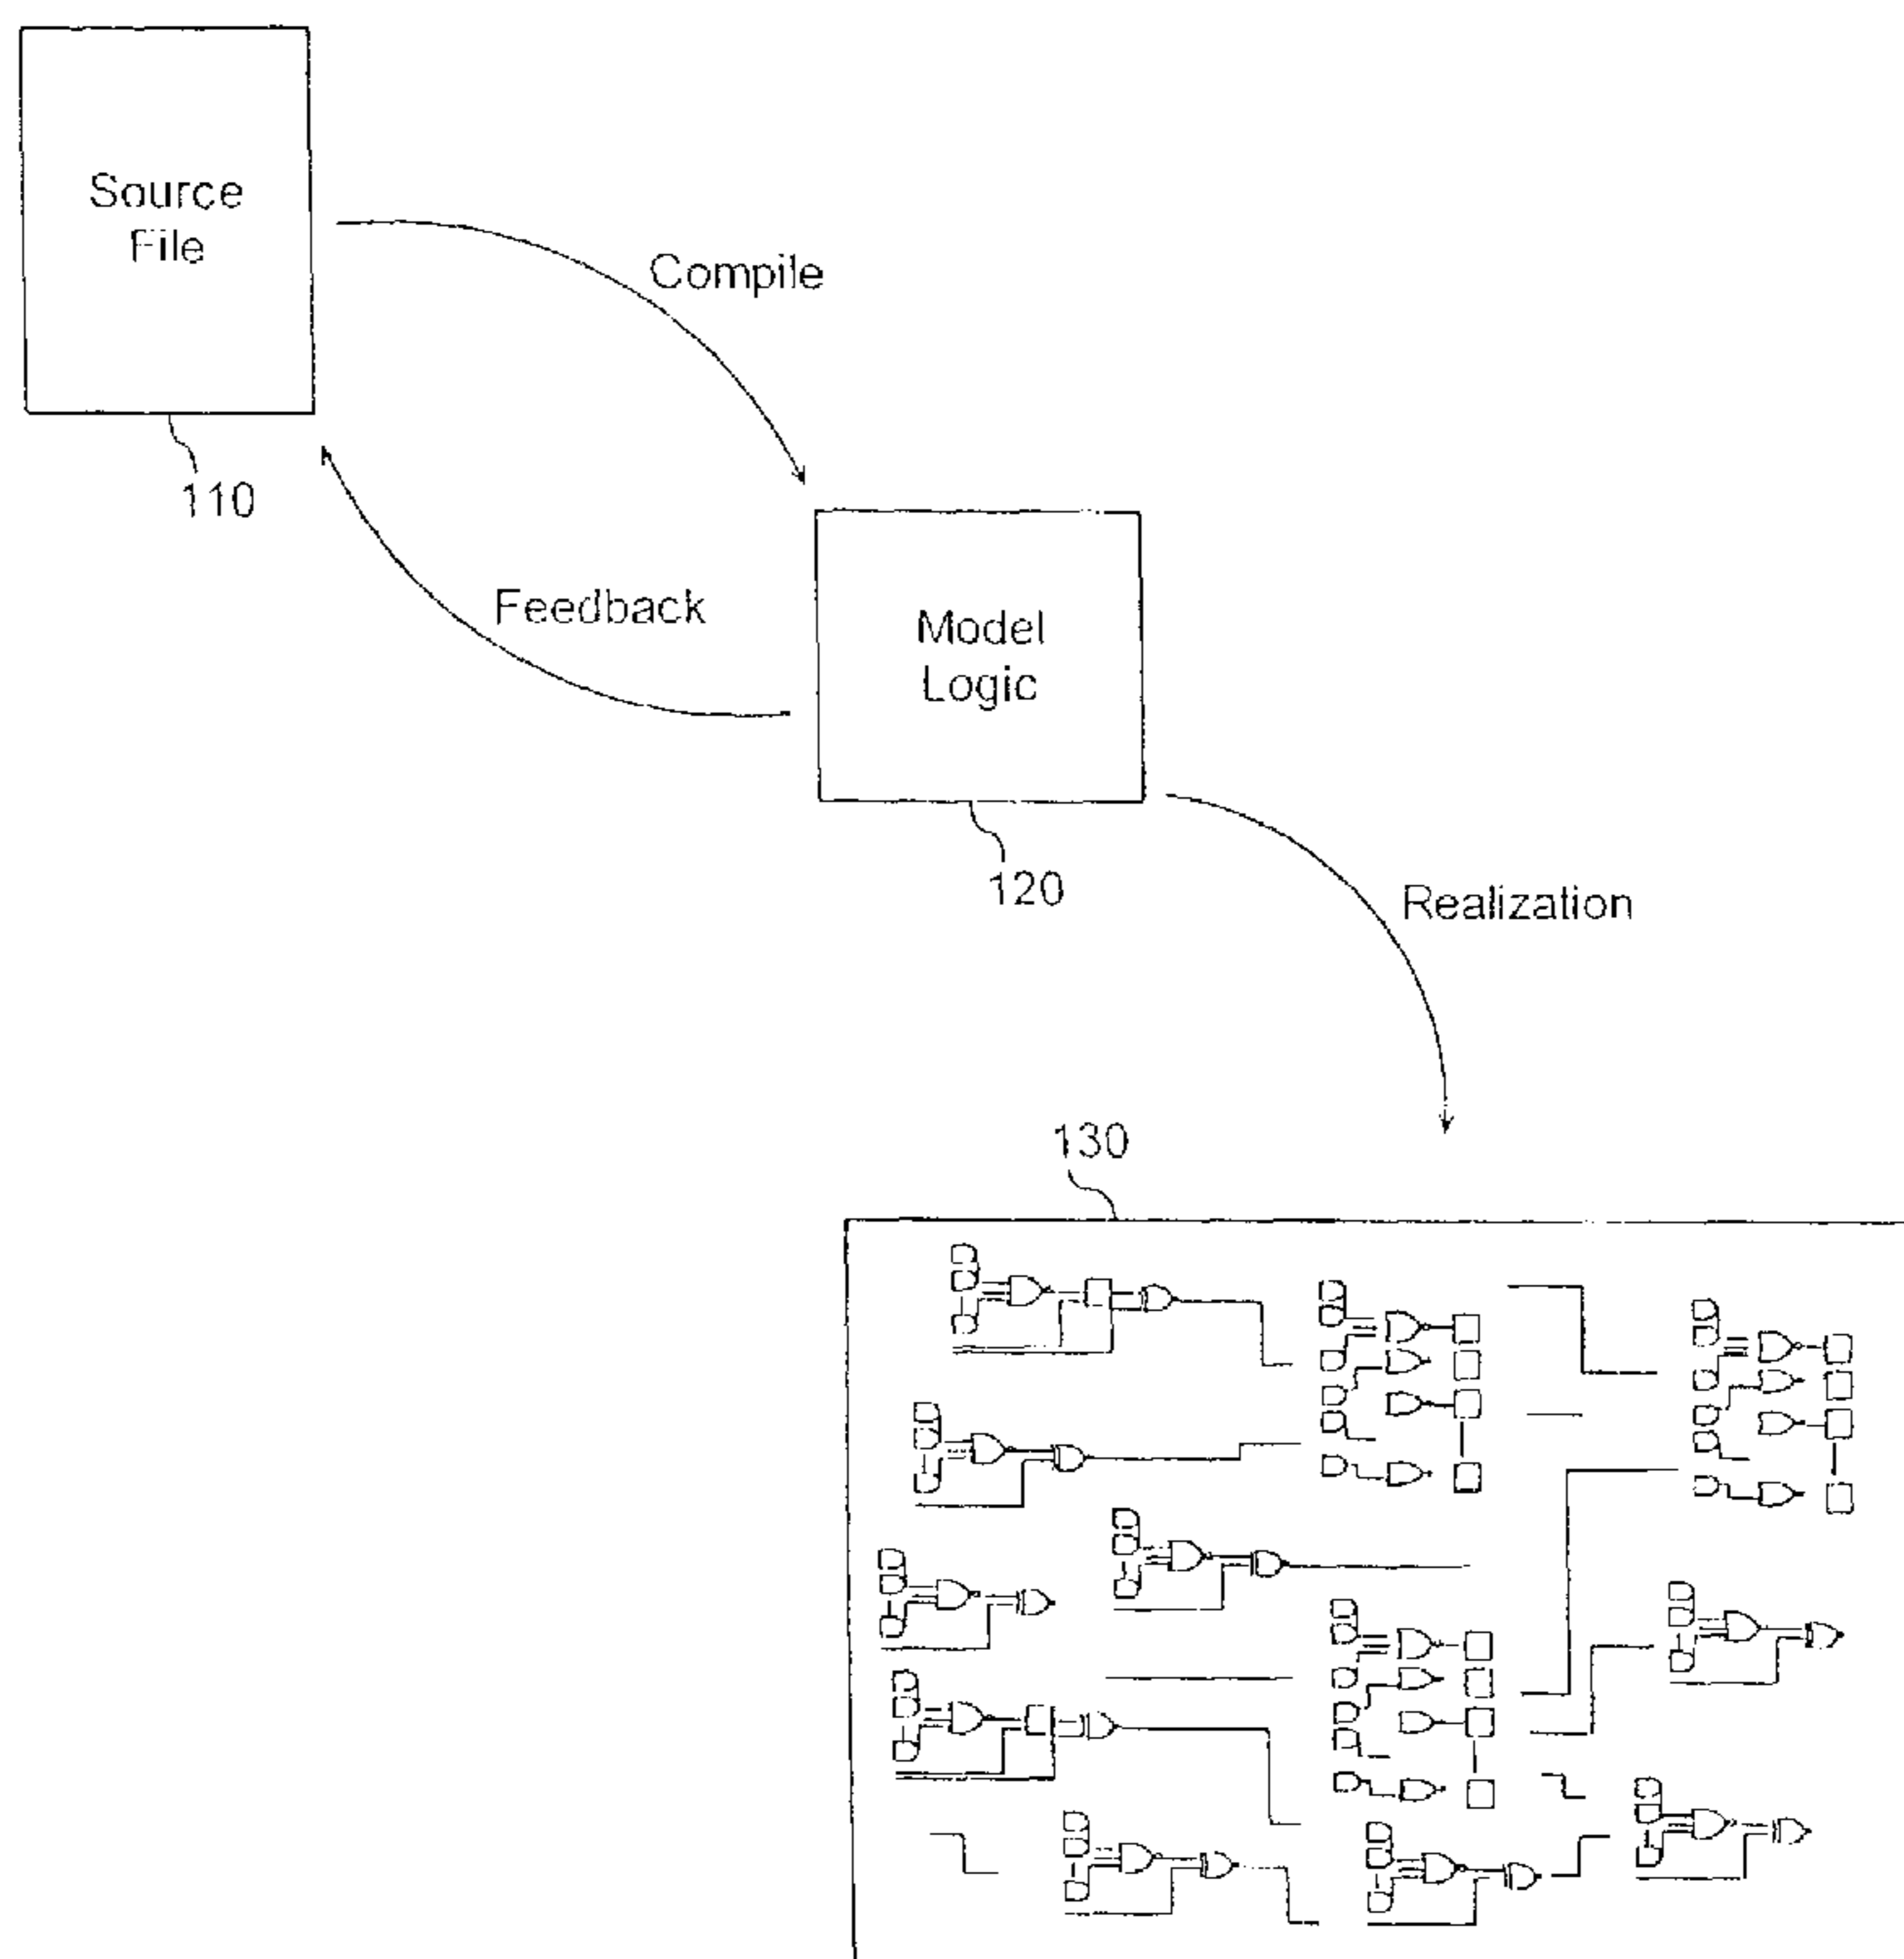 Source
File
Compile
110
Feedback
Model
Logic
120
Realization
130